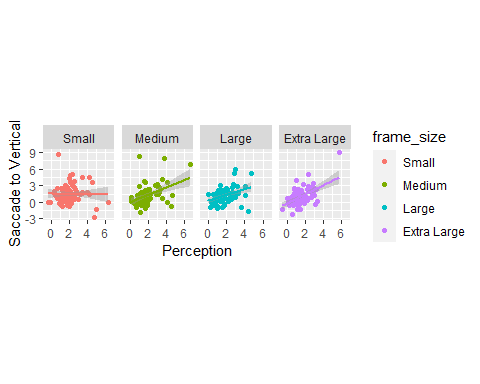 Small Medium Large Extra Large
Saccade to Vertical
9
6
3
0
-3
0 2 4 6 0 2 4 6 0 2 4 6 0 2 4 6
Perception
frame_size
Small
Medium
Large
Extra Large